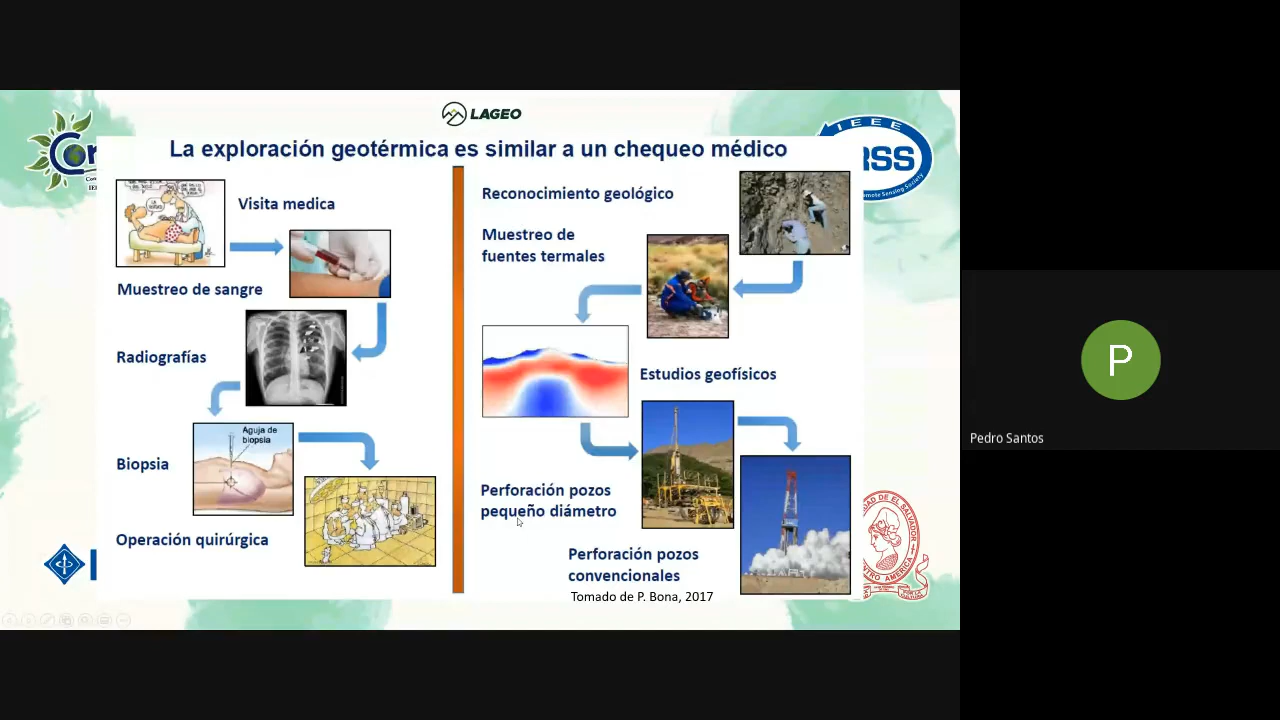 LAGEO
IEEE
RSS
La exploración geotérmica es similar a un chequeo médico
Visita medica
Muestreo de sangre
Radiografías
Aguja de
biopsia
Biopsia
Operación quirúrgica
Reconocimiento geológico
Muestreo de
fuentes termales
Estudios geofísicos
Perforación pozos
pequeño diámetro
Perforación pozos
convencionales
Tomado de P. Bona, 2017
P
Pedro Santos